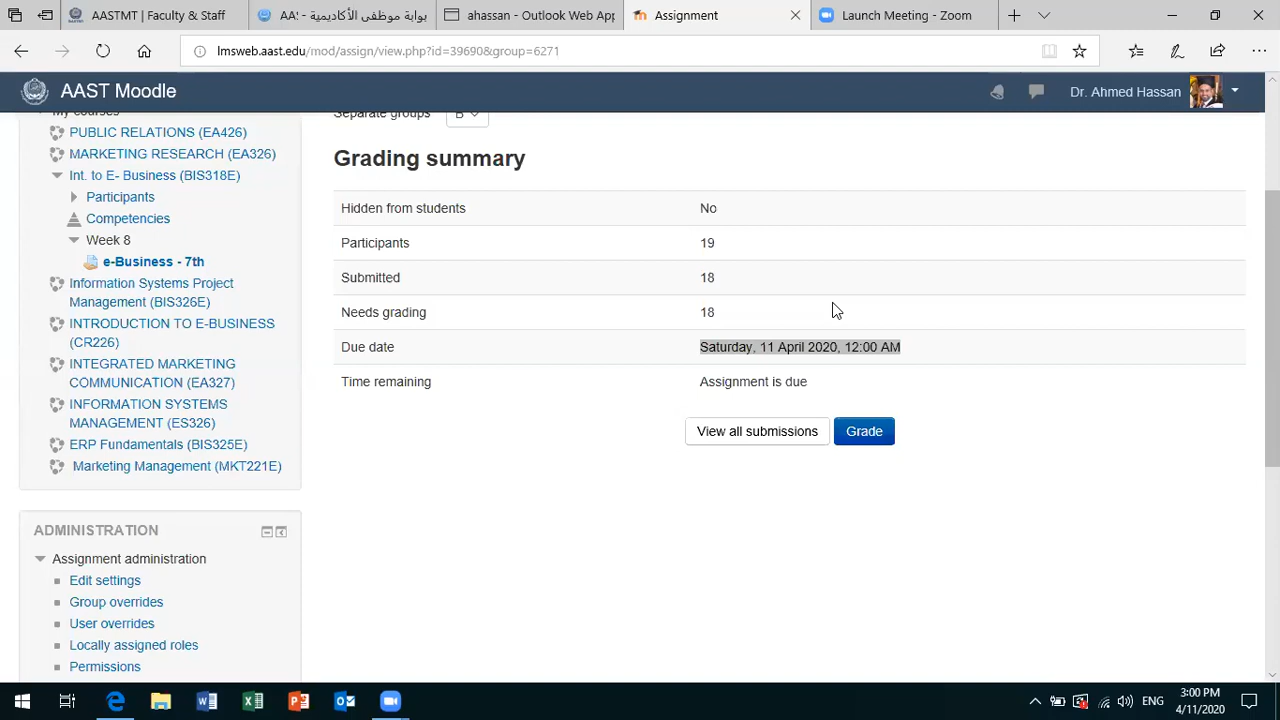 AASTMT | Faculty & Staff
بوابة موظفى الأكاديمية - AAS
ahassan - Outlook Web App
Assignment
Launch Meeting - Zoom
lmsweb.aast.edu/mod/assign/view.php?id=39690&group=6271
AAST Moodle
Dr. Ahmed Hassan
My courses
PUBLIC RELATIONS (EA426)
MARKETING RESEARCH (EA326)
Int. to E- Business (BIS318E)
Participants
Competencies
Week 8
e-Business - 7th
Information Systems Project
Management (BIS326E)
INTRODUCTION TO E-BUSINESS
(CR226)
INTEGRATED MARKETING
COMMUNICATION (EA327)
INFORMATION SYSTEMS
MANAGEMENT (ES326)
ERP Fundamentals (BIS325E)
Marketing Management (MKT221E)
ADMINISTRATION
Assignment administration
Edit settings
Group overrides
User overrides
Locally assigned roles
Permissions
Separate groups B
Grading summary
Hidden from students No
Participants 19
Submitted 18
Needs grading 18
Due date Saturday, 11 April 2020, 12:00 AM
Time remaining Assignment is due
View all submissions Grade
ENG
3:00 PM
4/11/2020